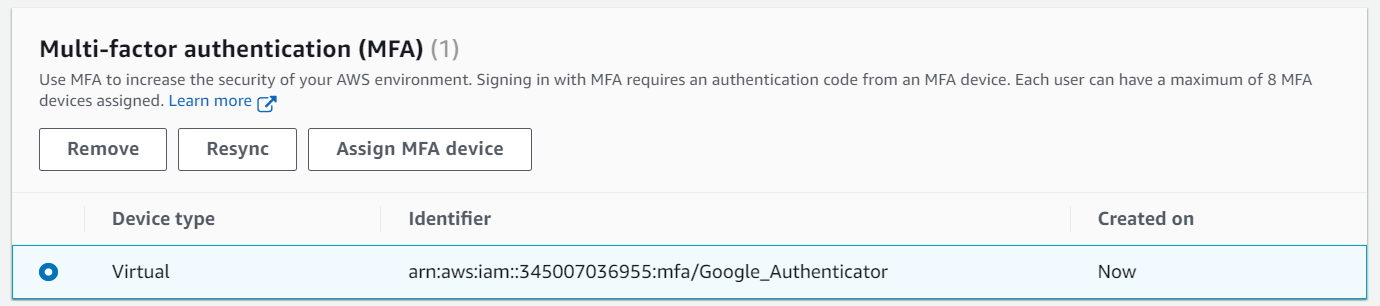 Multi-factor authentication (MFA) (1)
Use MFA to increase the security of your AWS environment. Signing in with MFA requires an authentication code from an MFA device. Each user can have a maximum of 8 MFA
devices assigned. Learn more
Remove Resync Assign MFA device
Device type Identifier Created on
Virtual arn:aws:iam::345007036955:mfa/Google_Authenticator Now